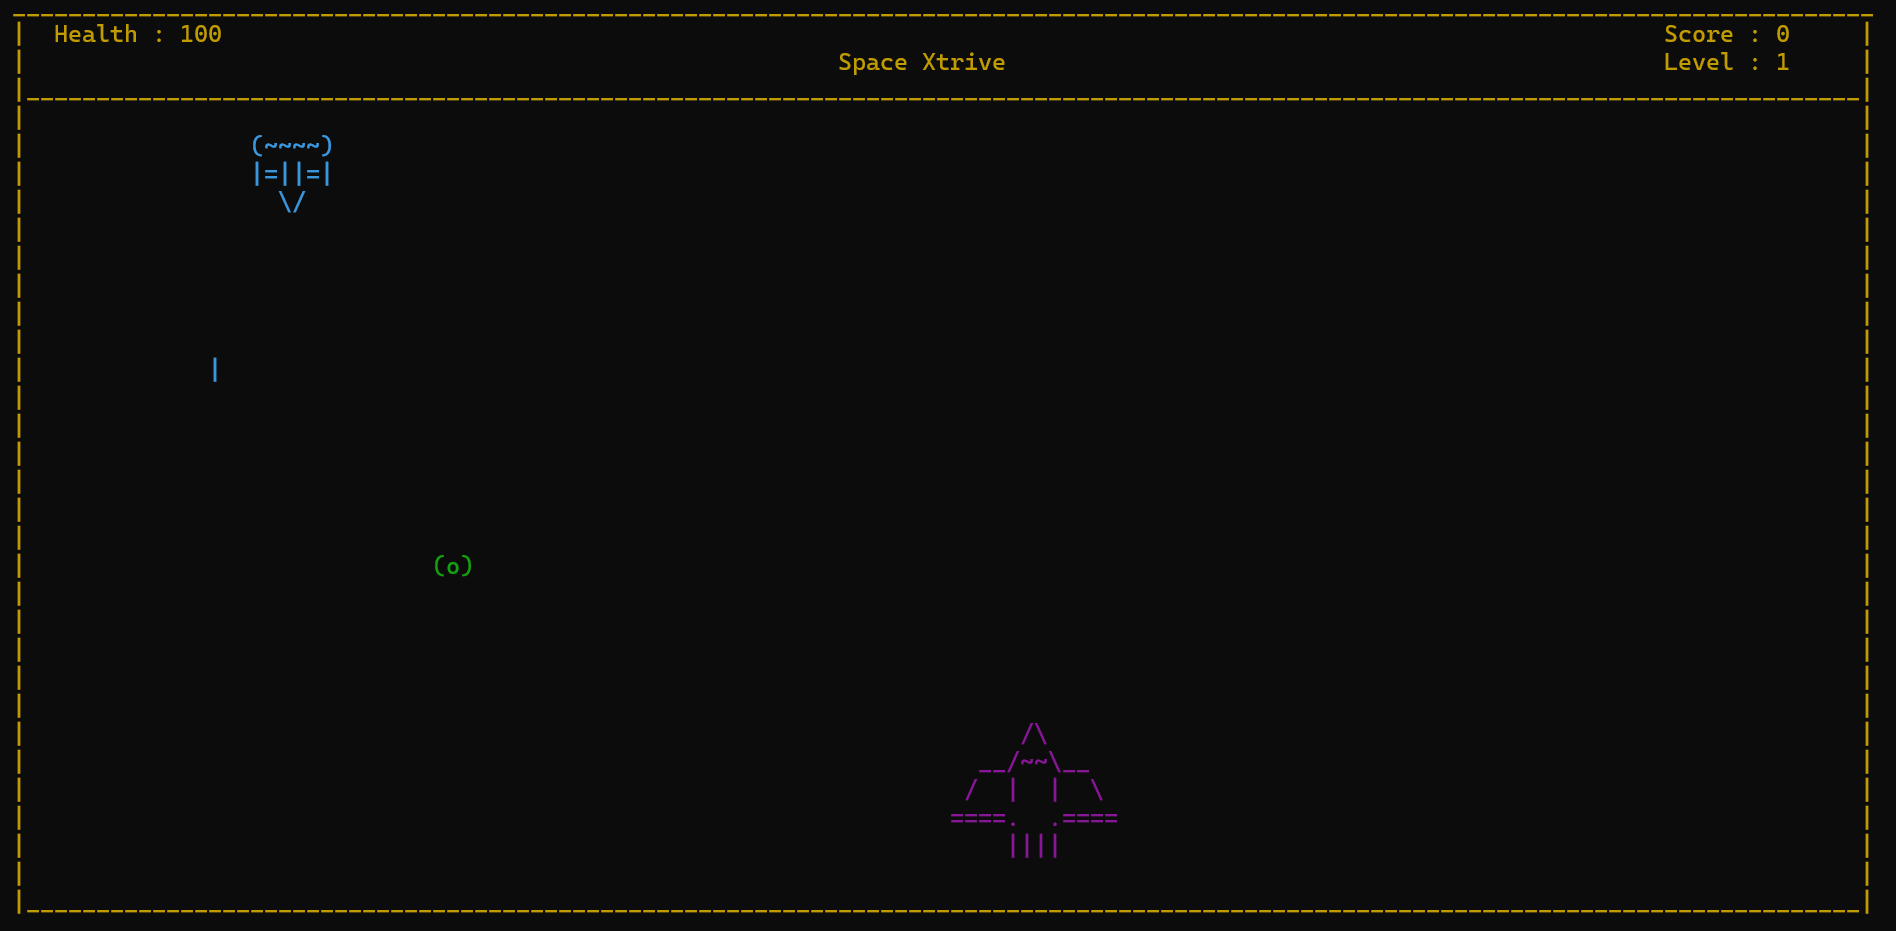 Health : 100
Score : 0
Space Xtrive
Level : 1